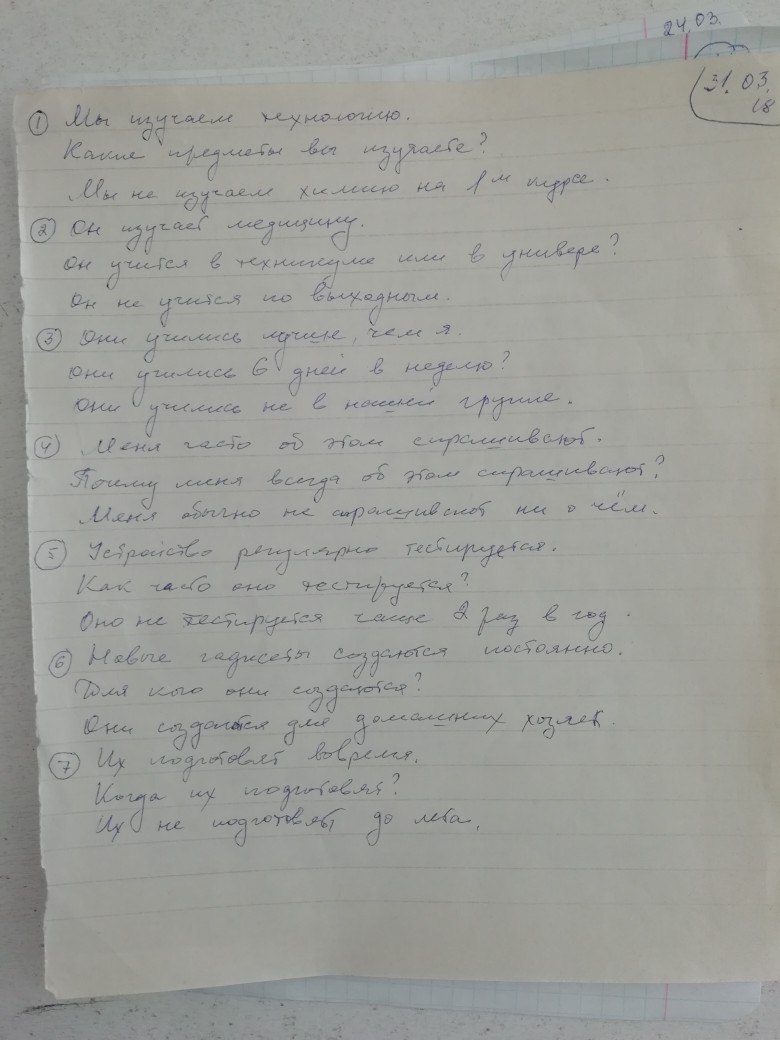 24.03.
31.03.
18
① Мы изучаем технологию.
Какие предметы вы изучаете?
Мы не изучаем химию на 1м курсе.
② Он изучает медицину.
Он учится в техникуме или в универе?
Он не учится по выходным.
③ Они учились лучше, чем я.
Они учились 6 дней в неделю?
Они учились не в нашей группе.
④ Меня часто об этом спрашивают.
Почему меня всегда об этом спрашивают?
Меня обычно не спрашивают ни о чём.
⑤ Устройство регулярно тестируется.
Как часто оно тестируется?
Оно не тестируется чаще 2 раз в год.
⑥ Новые гаджеты создаются постоянно.
Для кого они создаются?
Они создаются для домашних хозяек.
⑦ Их подготовят вовремя.
Когда их подготовят?
Их не подготовят до лета.